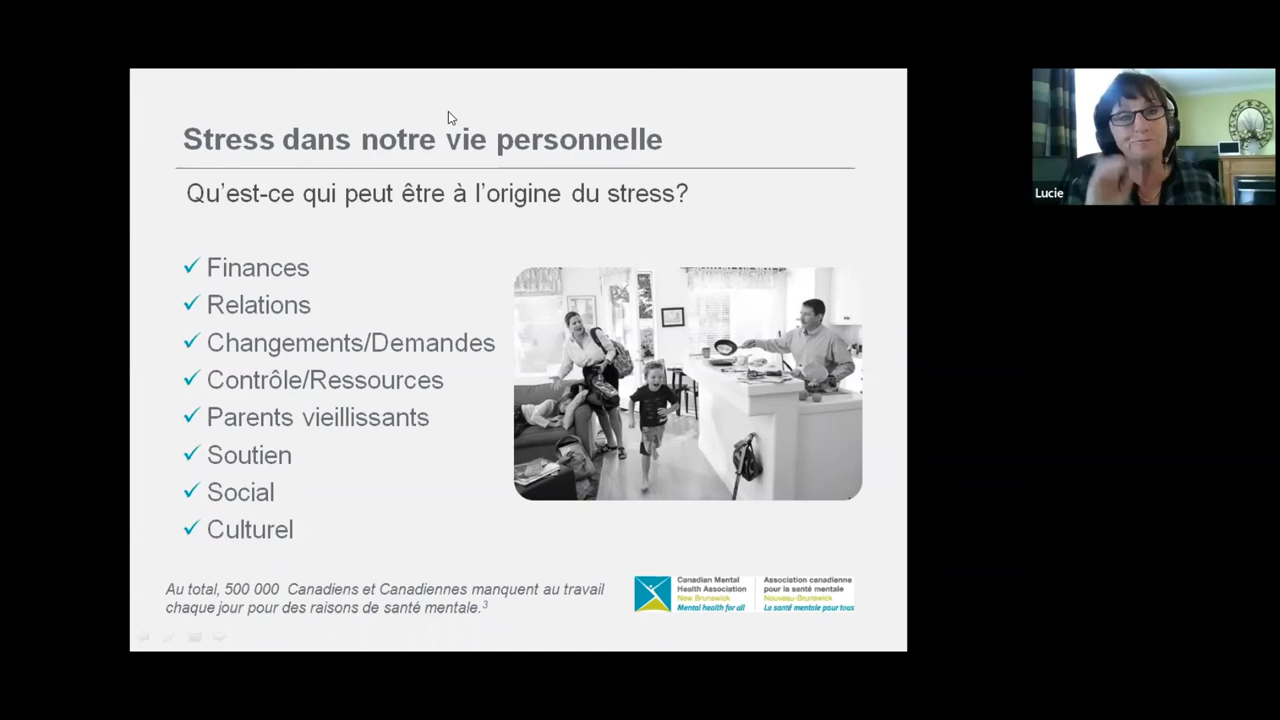 Stress dans notre vie personnelle
Qu’est-ce qui peut être à l’origine du stress?
✓ Finances
✓ Relations
✓ Changements/Demandes
✓ Contrôle/Ressources
✓ Parents vieillissants
✓ Soutien
✓ Social
✓ Culturel
Au total, 500 000 Canadiens et Canadiennes manquent au travail
chaque jour pour des raisons de santé mentale.³
Canadian Mental
Health Association
New Brunswick
Mental health for all
Association canadienne
pour la santé mentale
Nouveau-Brunswick
La santé mentale pour tous
Lucie